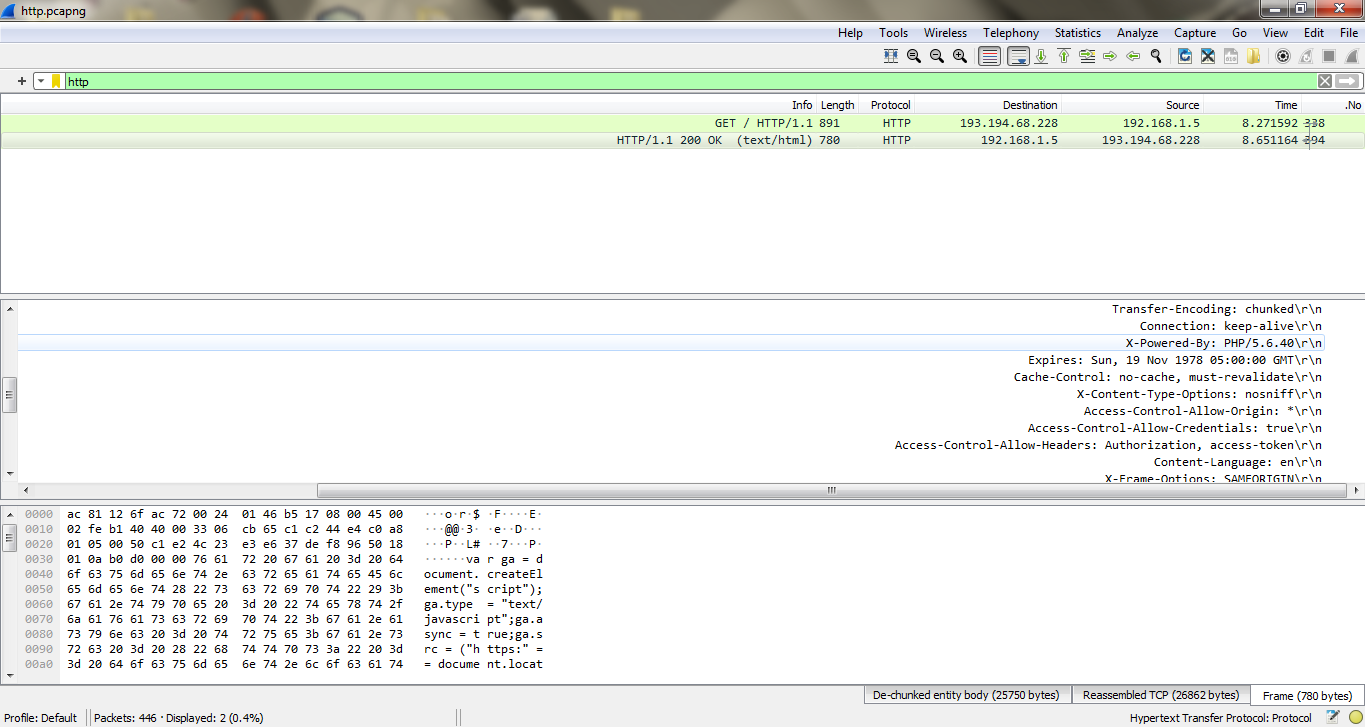 http.pcapng
Help Tools Wireless Telephony Statistics Analyze Capture Go View Edit File
+ http
Info Length Protocol Destination Source Time .No
GET / HTTP/1.1 891 HTTP 193.194.68.228 192.168.1.5 8.271592 338
HTTP/1.1 200 OK (text/html) 780 HTTP 192.168.1.5 193.194.68.228 8.651164 394
Transfer-Encoding: chunked\r\n
Connection: keep-alive\r\n
X-Powered-By: PHP/5.6.40\r\n
Expires: Sun, 19 Nov 1978 05:00:00 GMT\r\n
Cache-Control: no-cache, must-revalidate\r\n
X-Content-Type-Options: nosniff\r\n
Access-Control-Allow-Origin: *\r\n
Access-Control-Allow-Credentials: true\r\n
Access-Control-Allow-Headers: Authorization, access-token\r\n
Content-Language: en\r\n
X-Frame-Options: SAMEORIGIN\r\n
0000 ac 81 12 6f ac 72 00 24 01 46 b5 17 08 00 45 00 ···o·r·$ ·F····E·
0010 02 fe b1 40 40 00 33 06 cb 65 c1 c2 44 e4 c0 a8 ···@@·3· ·e··D···
0020 01 05 00 50 c1 e2 4c 23 e3 e6 37 de f8 96 50 18 ···P··L# ··7···P·
0030 01 0a b0 d0 00 00 76 61 72 20 67 61 20 3d 20 64 ······va r ga = d
0040 6f 63 75 6d 65 6e 74 2e 63 72 65 61 74 65 45 6c ocument. createEl
0050 65 6d 65 6e 74 28 22 73 63 72 69 70 74 22 29 3b ement("s cript");
0060 67 61 2e 74 79 70 65 20 3d 20 22 74 65 78 74 2f ga.type = "text/
0070 6a 61 76 61 73 63 72 69 70 74 22 3b 67 61 2e 61 javascri pt";ga.a
0080 73 79 6e 63 20 3d 20 74 72 75 65 3b 67 61 2e 73 sync = t rue;ga.s
0090 72 63 20 3d 20 28 22 68 74 74 70 73 3a 22 20 3d rc = ("h ttps:" =
00a0 3d 20 64 6f 63 75 6d 65 6e 74 2e 6c 6f 63 61 74 = docume nt.locat
De-chunked entity body (25750 bytes) Reassembled TCP (26862 bytes) Frame (780 bytes)
Profile: Default Packets: 446 · Displayed: 2 (0.4%) Hypertext Transfer Protocol: Protocol